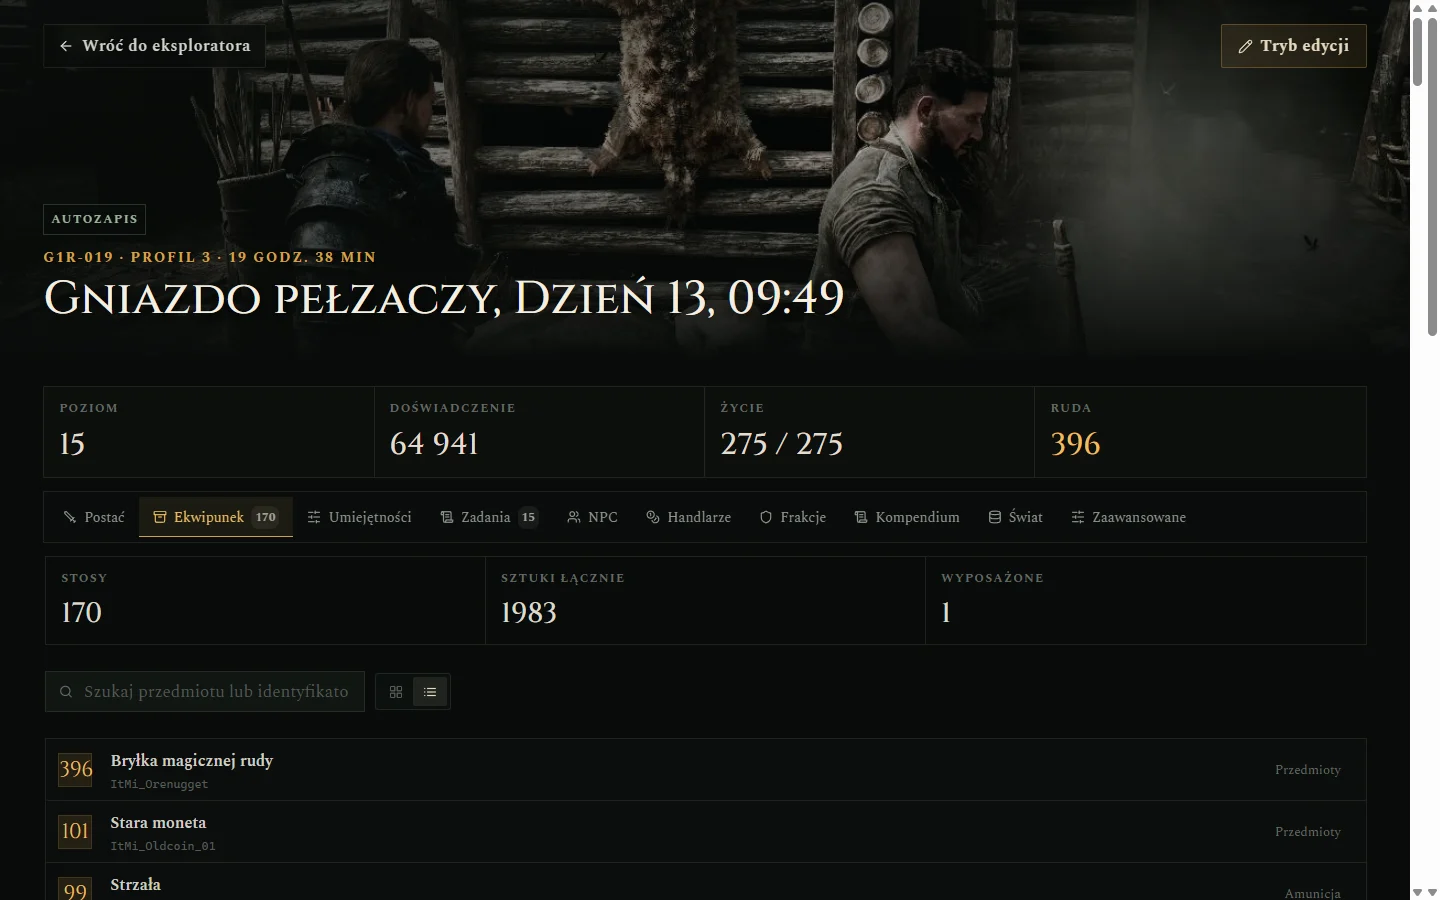 Wróć do eksploratora
Tryb edycji
AUTOZAPIS
G1R-019 · PROFIL 3 · 19 GODZ. 38 MIN
Gniazdo pełzaczy, Dzień 13, 09:49
POZIOM
15
DOŚWIADCZENIE
64 941
ŻYCIE
275 / 275
RUDA
396
Postać
Ekwipunek 170
Umiejętności
Zadania 15
NPC
Handlarze
Frakcje
Kompendium
Świat
Zaawansowane
STOSY
170
SZTUKI ŁĄCZNIE
1983
WYPOSAŻONE
1
Szukaj przedmiotu lub identyfikato
396
Bryłka magicznej rudy
ItMi_Orenugget
Przedmioty
101
Stara moneta
ItMi_Oldcoin_01
Przedmioty
99
Strzała
Amunicja